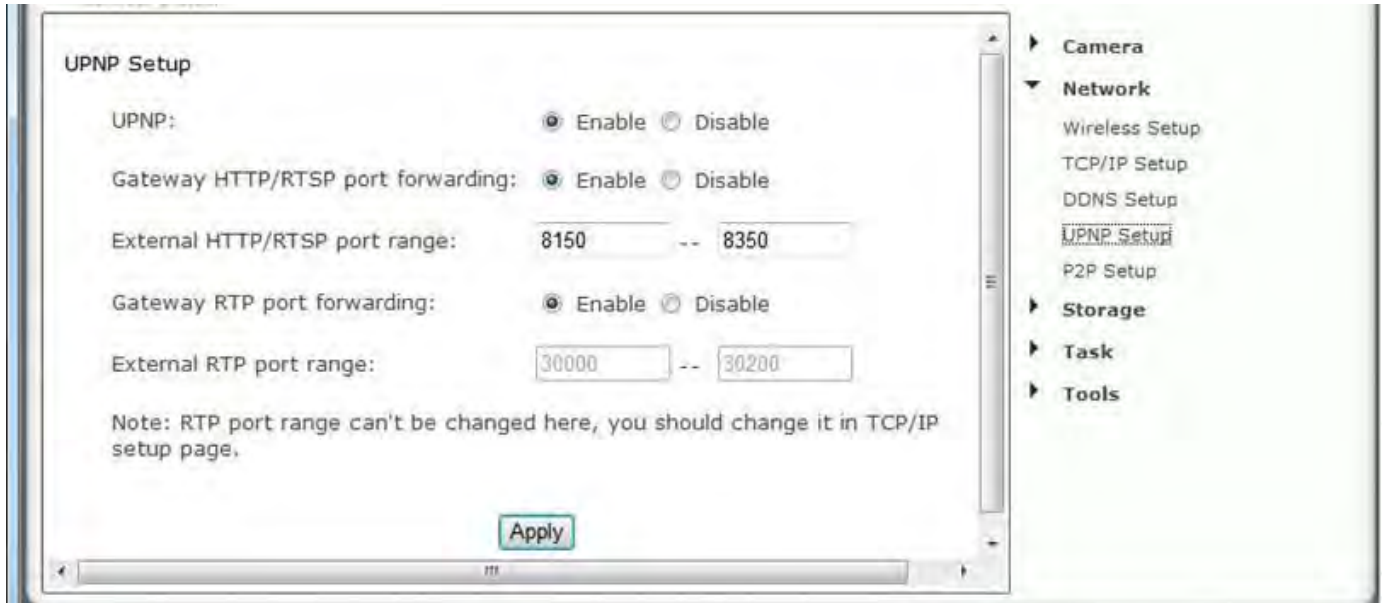 UPNP Setup
UPNP: Enable Disable
Gateway HTTP/RTSP port forwarding: Enable Disable
External HTTP/RTSP port range: 8150 -- 8350
Gateway RTP port forwarding: Enable Disable
External RTP port range: 30000 -- 30200
Note: RTP port range can't be changed here, you should change it in TCP/IP
setup page.
Apply
Camera
Network
Wireless Setup
TCP/IP Setup
DDNS Setup
UPNP Setup
P2P Setup
Storage
Task
Tools